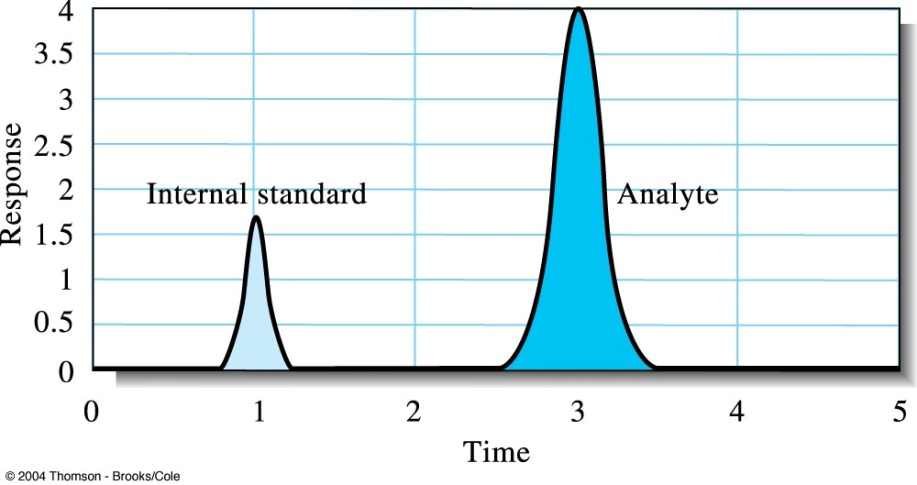 4
3.5
3
2.5
2
1.5
1
0.5
0
Response
Internal standard
Analyte
0 1 2 3 4 5
Time
© 2004 Thomson - Brooks/Cole